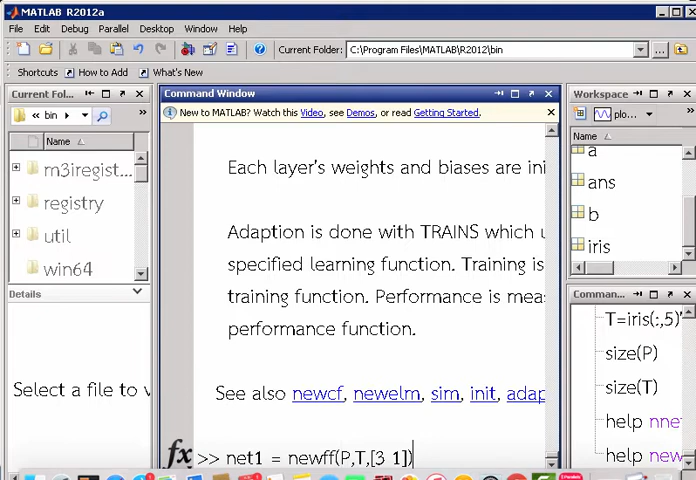 MATLAB R2012a
File Edit Debug Parallel Desktop Window Help
Current Folder: C:\Program Files\MATLAB\R2012\bin
Shortcuts How to Add What's New
Current Fol...
« bin
Name
m3iregist...
registry
util
win64
Details
Select a file to v
Command Window
New to MATLAB? Watch this Video, see Demos, or read Getting Started.
Each layer's weights and biases are ini
Adaption is done with TRAINS which u
specified learning function. Training is
training function. Performance is meas
performance function.
See also newcf, newelm, sim, init, adap
fx >> net1 = newff(P,T,[3 1])
Workspace
plo...
Name
a
ans
b
iris
Comman...
T=iris(:,5)'
size(P)
size(T)
help nne
help new